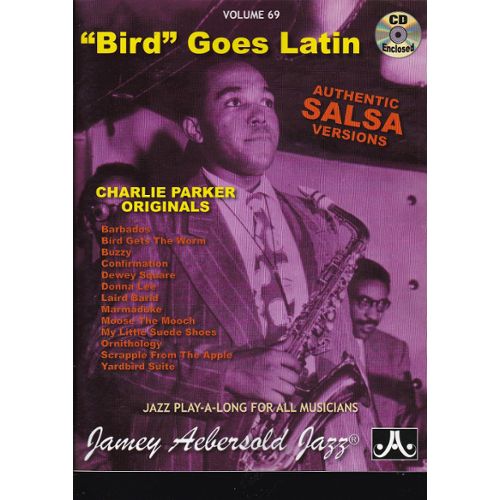 VOLUME 69
“Bird” Goes Latin
CD
Enclosed
AUTHENTIC
SALSA
VERSIONS
CHARLIE PARKER
ORIGINALS
Barbados
Bird Gets The Worm
Buzzy
Confirmation
Dewey Square
Donna Lee
Laird Baird
Marmaduke
Moose The Mooch
My Little Suede Shoes
Ornithology
Scrapple From The Apple
Yardbird Suite
JAZZ PLAY-A-LONG FOR ALL MUSICIANS
Jamey Aebersold Jazz®